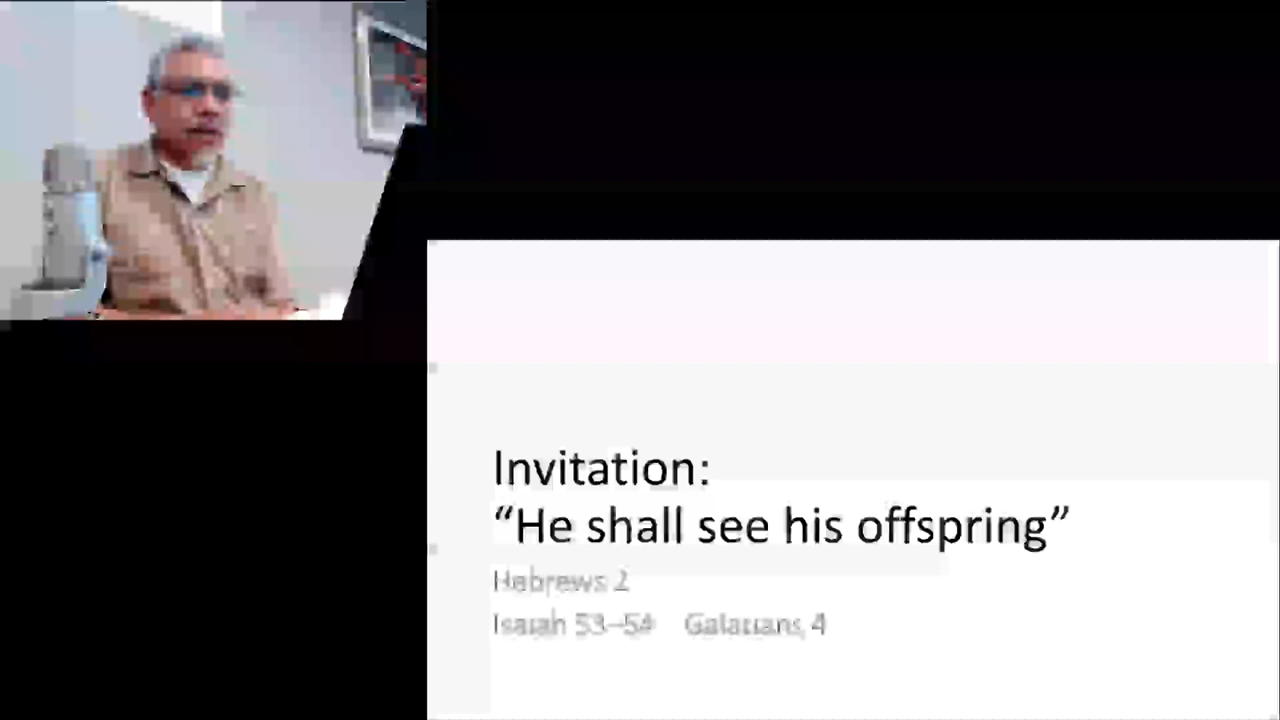 Invitation:
“He shall see his offspring”
Hebrews 2
Isaiah 53–54 Galatians 4